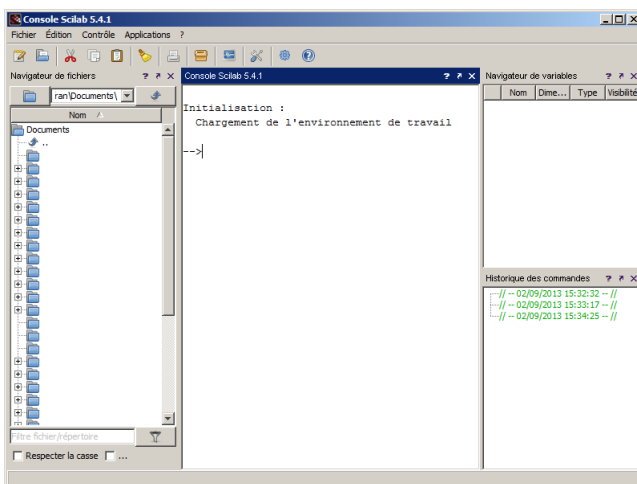 Console Scilab 5.4.1
Fichier Édition Contrôle Applications ?
Navigateur de fichiers
ran\Documents\
Nom
Documents
..
Filtre fichier/répertoire
Respecter la casse ...
Console Scilab 5.4.1
Initialisation :
Chargement de l'environnement de travail
-->
Navigateur de variables
Nom Dime... Type Visibilité
Historique des commandes
// -- 02/09/2013 15:32:32 -- //
// -- 02/09/2013 15:33:17 -- //
// -- 02/09/2013 15:34:25 -- //